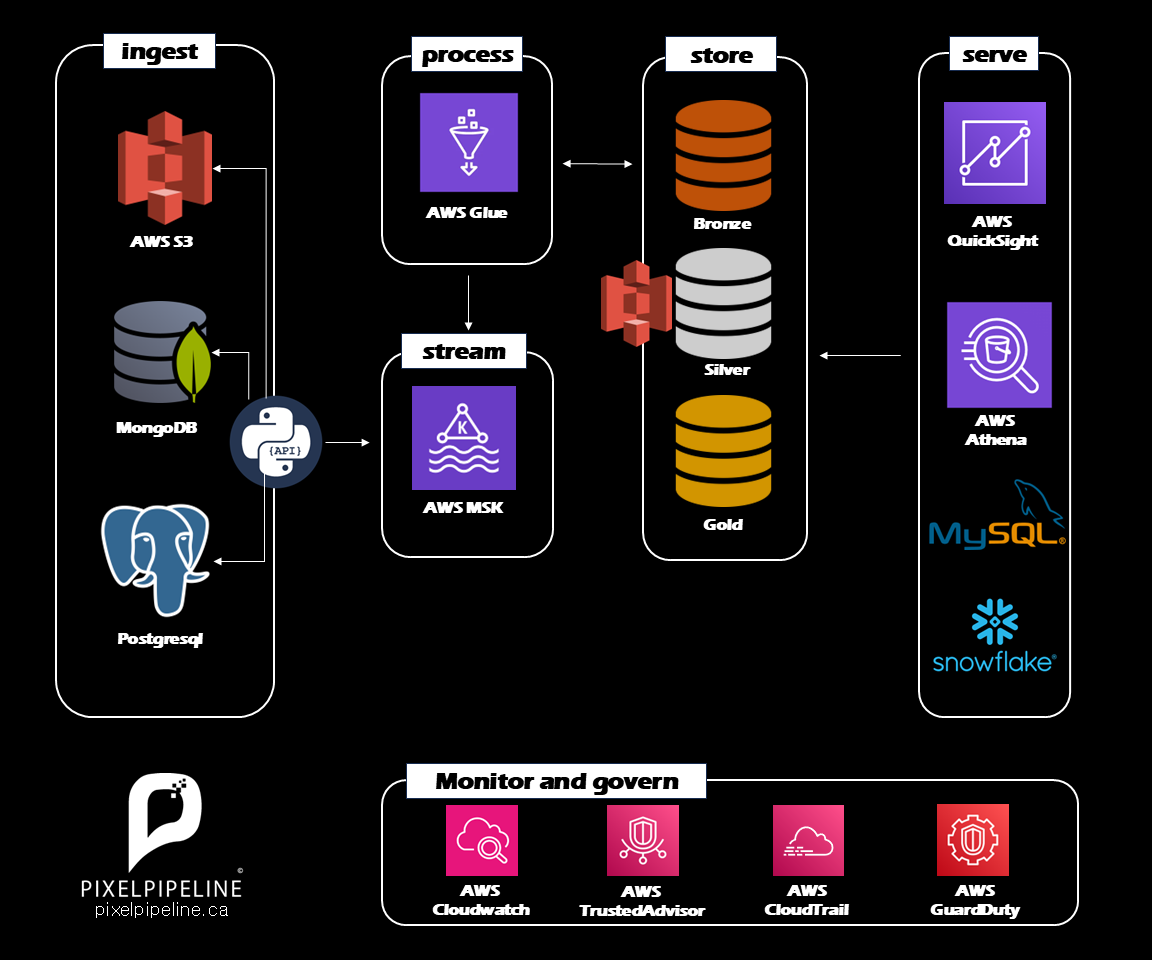 ingest
process
store
serve
AWS S3
MongoDB
{API}
Postgresql
AWS Glue
stream
K
AWS MSK
Bronze
Silver
Gold
AWS
QuickSight
AWS
Athena
MySQL®
snowflake®
Monitor and govern
AWS
Cloudwatch
AWS
TrustedAdvisor
AWS
CloudTrail
AWS
GuardDuty
©
PIXELPIPELINE
pixelpipeline.ca